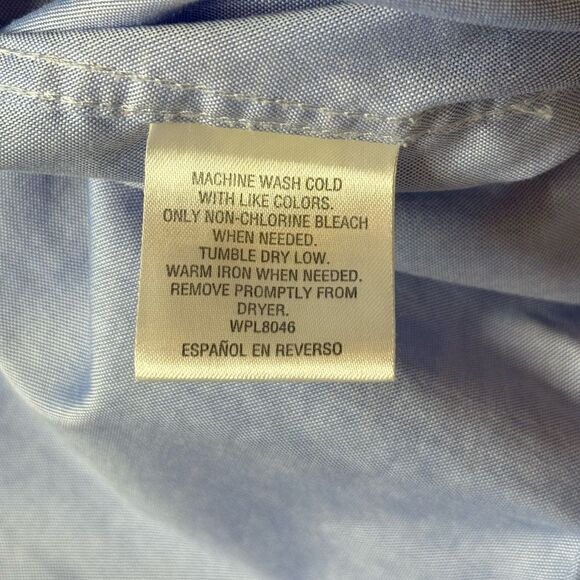 MACHINE WASH COLD
WITH LIKE COLORS.
ONLY NON-CHLORINE BLEACH
WHEN NEEDED.
TUMBLE DRY LOW.
WARM IRON WHEN NEEDED.
REMOVE PROMPTLY FROM
DRYER.
WPL8046
ESPAÑOL EN REVERSO